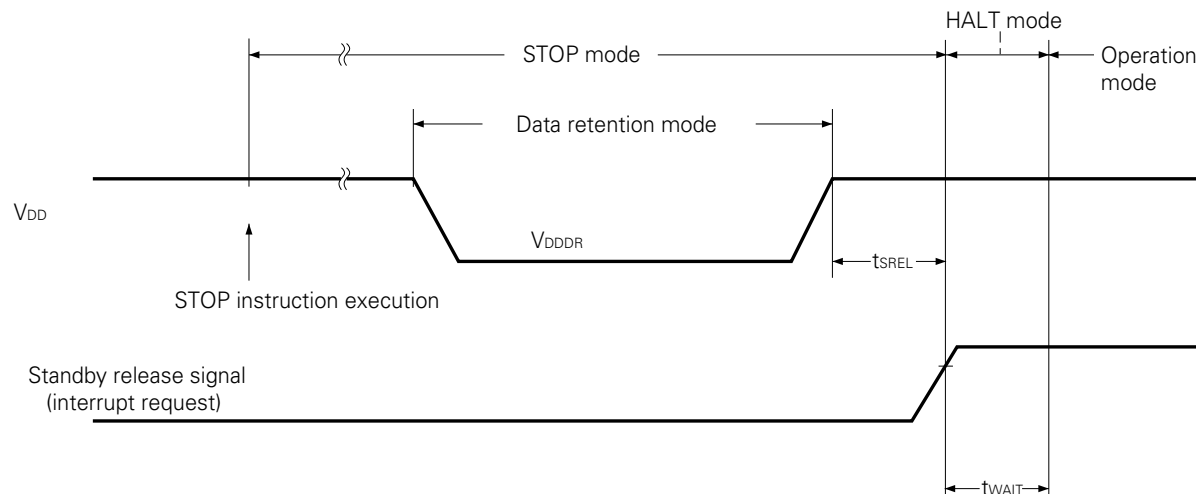 HALT mode
STOP mode
Operation
mode
Data retention mode
VDD
VDDDR
tSREL
STOP instruction execution
Standby release signal
(interrupt request)
tWAIT